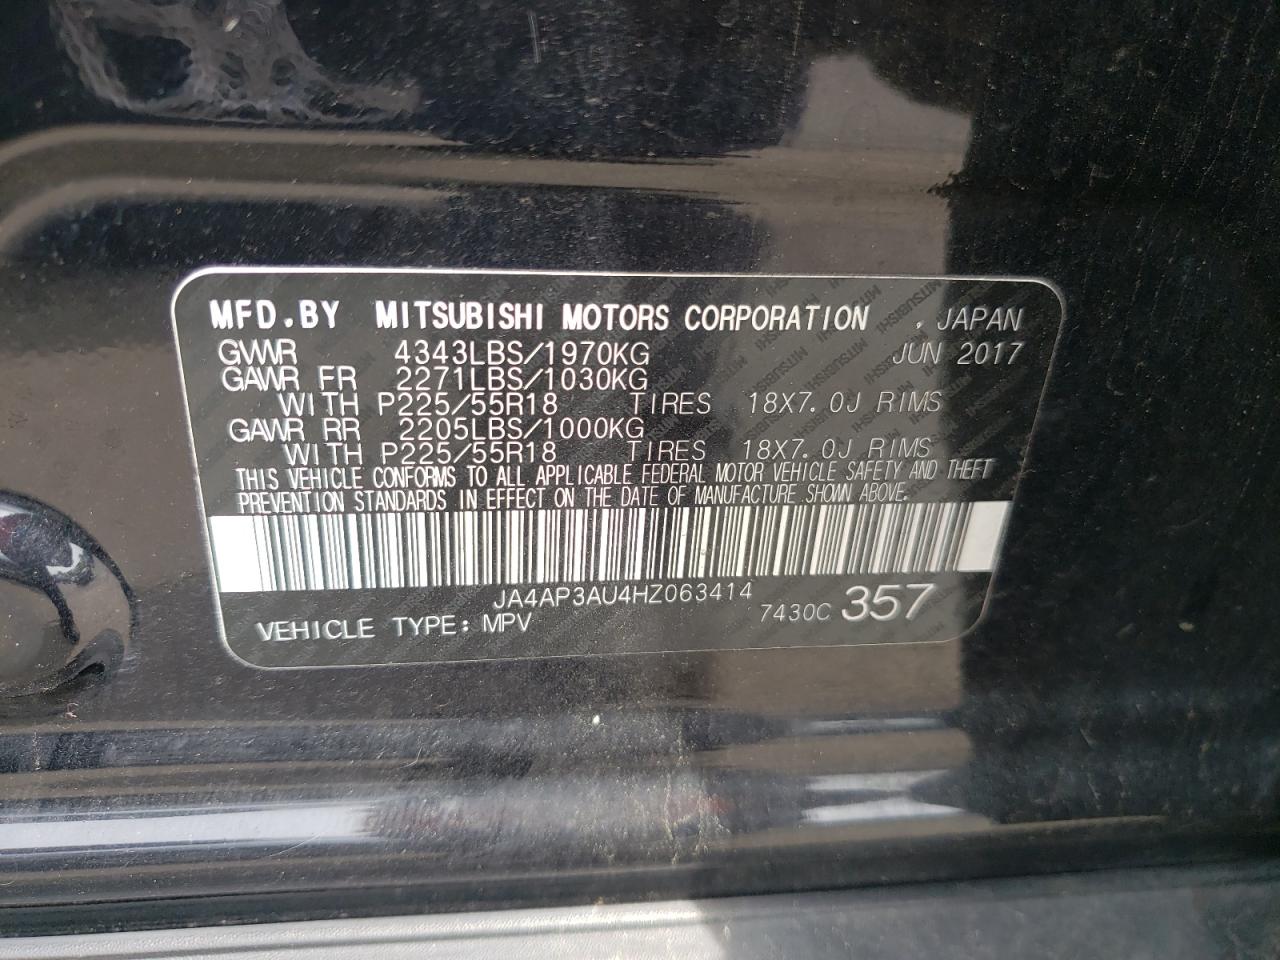 MFD.BY MITSUBISHI MOTORS CORPORATION , JAPAN
GVWR 4343LBS/1970KG JUN 2017
GAWR FR 2271LBS/1030KG
WITH P225/55R18 TIRES 18X7.0J RIMS
GAWR RR 2205LBS/1000KG
WITH P225/55R18 TIRES 18X7.0J RIMS
THIS VEHICLE CONFORMS TO ALL APPLICABLE FEDERAL MOTOR VEHICLE SAFETY AND THEFT
PREVENTION STANDARDS IN EFFECT ON THE DATE OF MANUFACTURE SHOWN ABOVE.
JA4AP3AU4HZ063414
VEHICLE TYPE: MPV 7430C 357